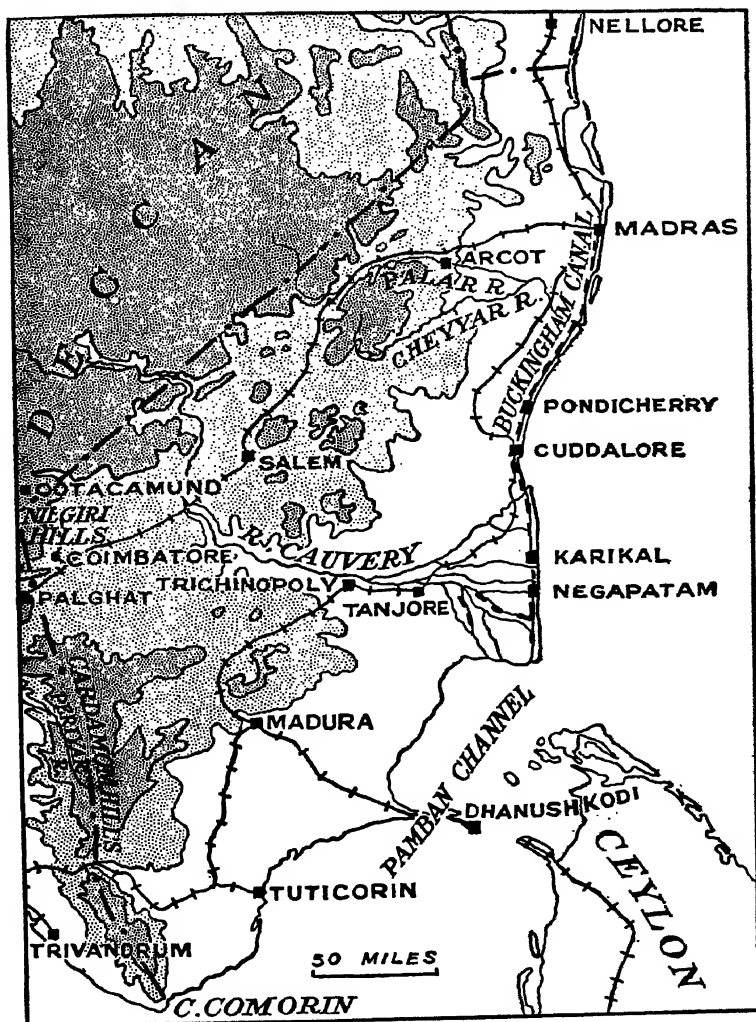 NELLORE
DECCAN
MADRAS
ARCOT
PALAR R.
CHEYYAR R.
BUCKINGHAM CANAL
PONDICHERRY
CUDDALORE
SALEM
OOTACAMUND
NILGIRI
HILLS
COIMBATORE
R. CAUVERY
KARIKAL
TRICHINOPOLY
PALGHAT
TANJORE
NEGAPATAM
CARDAMOM HILLS
PERIYAR R.
MADURA
PAMBAN CHANNEL
DHANUSHKODI
CEYLON
TUTICORIN
TRIVANDRUM
50 MILES
C. COMORIN